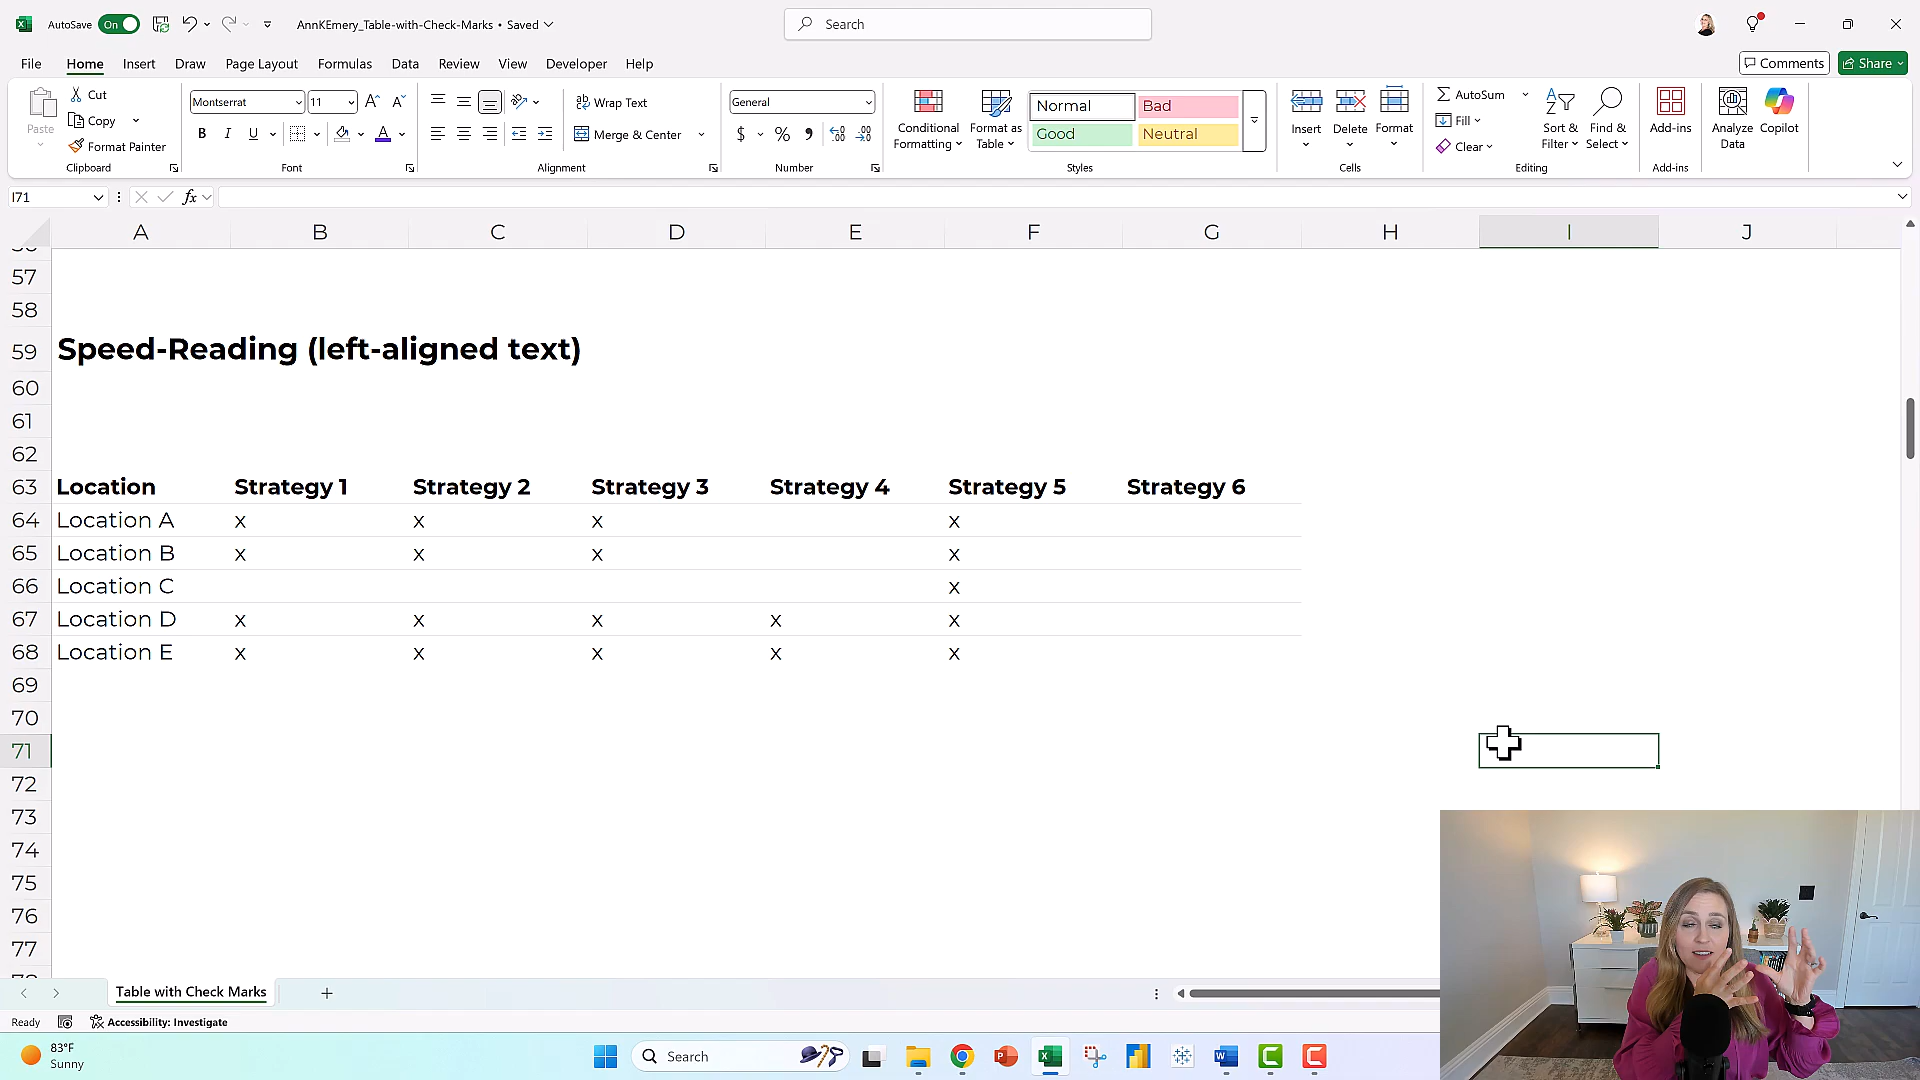 AutoSave On AnnKEmery_Table-with-Check-Marks • Saved Search
File Home Insert Draw Page Layout Formulas Data Review View Developer Help Comments Share
Paste Cut Copy Format Painter Clipboard
Montserrat 11 B I U A Font
ab Wrap Text Merge & Center Alignment
General $ % 9 Number
Conditional Formatting Format as Table Normal Bad Good Neutral Styles
Insert Delete Format Cells
AutoSum Fill Clear Sort & Filter Find & Select Editing
Add-ins Add-ins
Analyze Data Copilot
I71 fx
A B C D E F G H I J
57
58
59 Speed-Reading (left-aligned text)
60
61
62
63 Location Strategy 1 Strategy 2 Strategy 3 Strategy 4 Strategy 5 Strategy 6
64 Location A x x x x
65 Location B x x x x
66 Location C x
67 Location D x x x x x
68 Location E x x x x x
69
70
71
72
73
74
75
76
77
Table with Check Marks
Ready Accessibility: Investigate
83°F
Sunny
Search